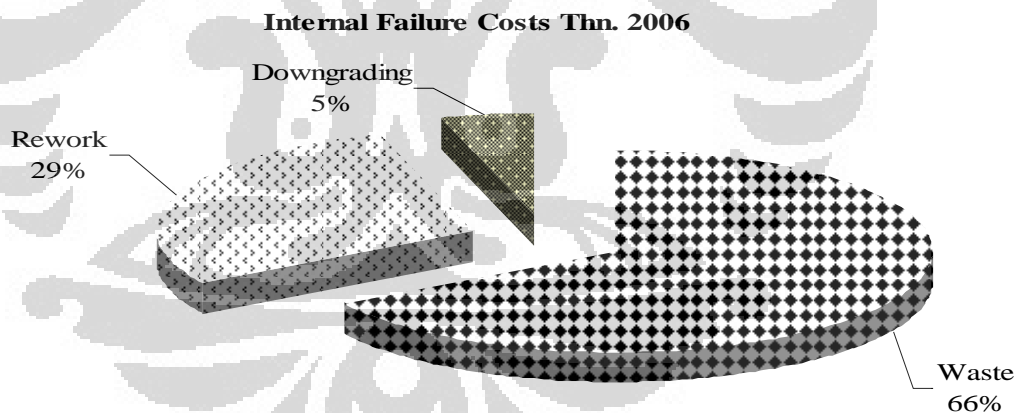 Internal Failure Costs Thn. 2006
Downgrading
5%
Rework
29%
Waste
66%